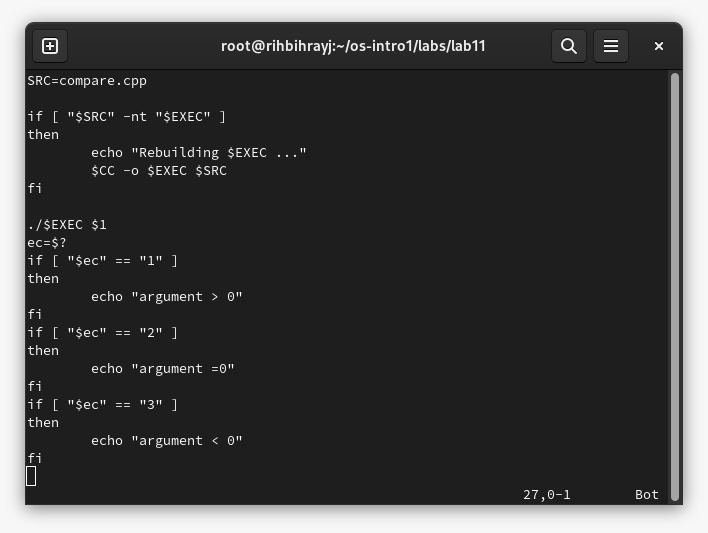 root@rihbihrayj:~/os-intro1/labs/lab11
SRC=compare.cpp
if [ "$SRC" -nt "$EXEC" ]
then
        echo "Rebuilding $EXEC ..."
        $CC -o $EXEC $SRC
fi
./$EXEC $1
ec=$?
if [ "$ec" == "1" ]
then
        echo "argument > 0"
fi
if [ "$ec" == "2" ]
then
        echo "argument =0"
fi
if [ "$ec" == "3" ]
then
        echo "argument < 0"
fi
27,0-1 Bot